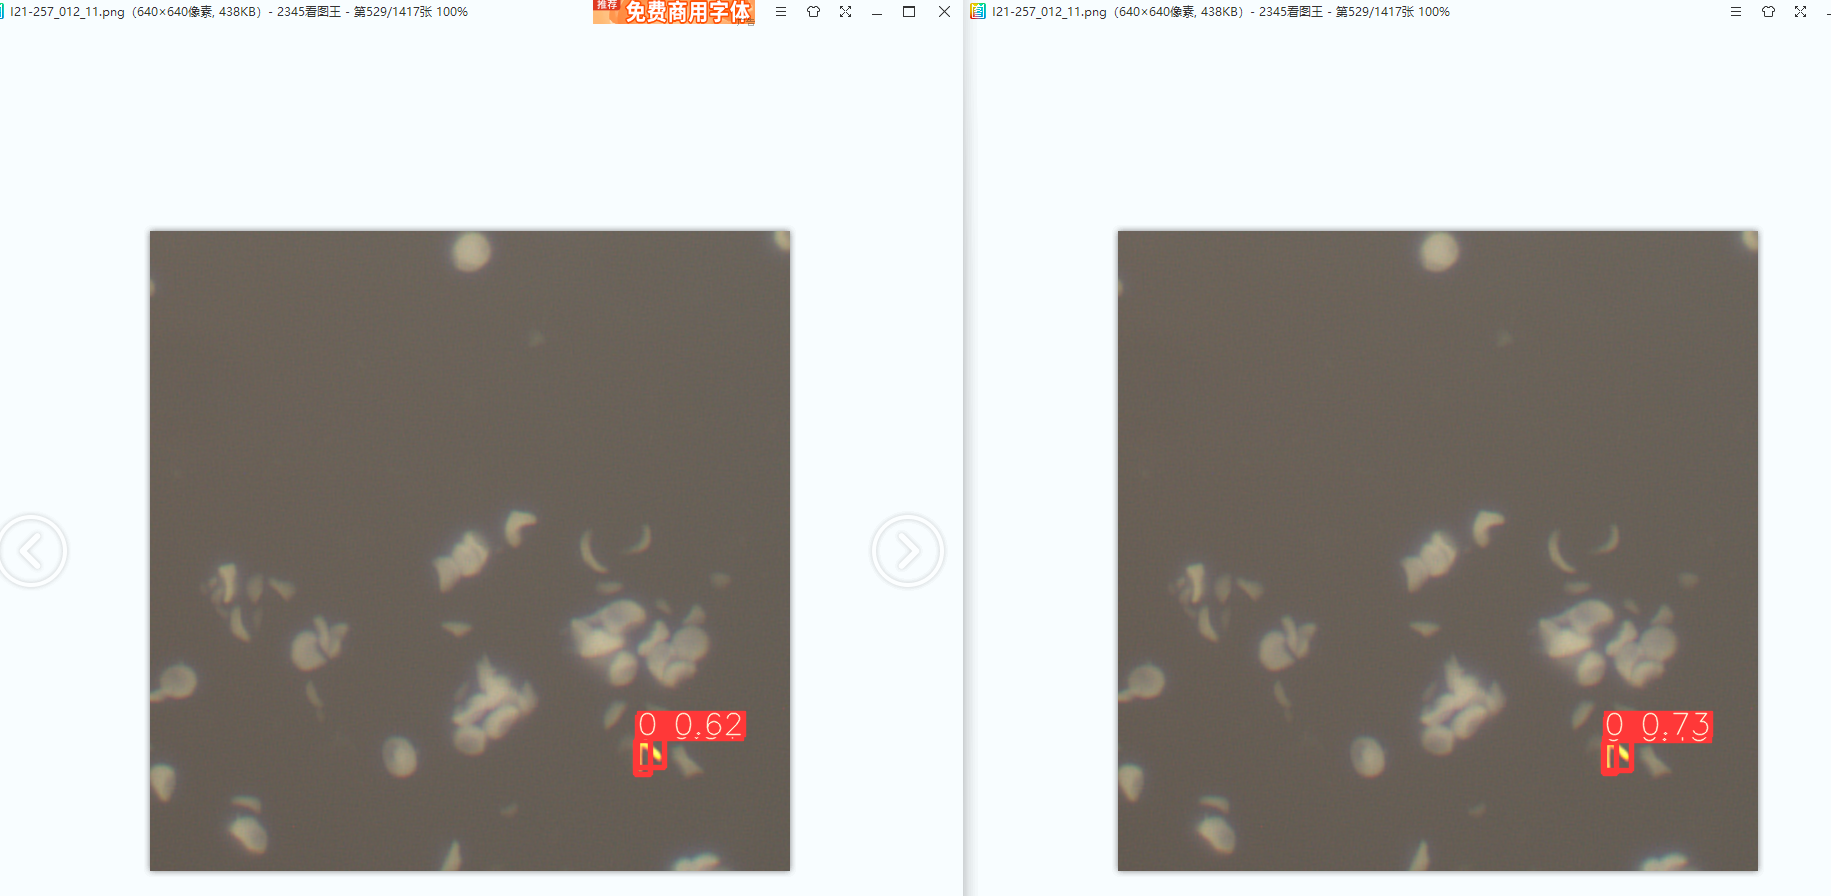 I21-257_012_11.png（640×640像素, 438KB）- 2345看图王 - 第529/1417张 100%
推荐
免费商用字体
I21-257_012_11.png（640×640像素, 438KB）- 2345看图王 - 第529/1417张 100%
0 0.62
0 0.73